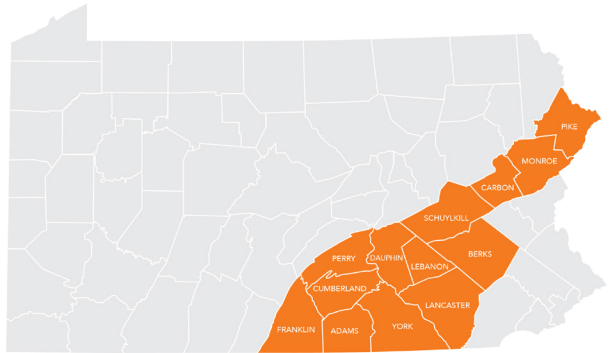 PIKE
MONROE
CARBON
SCHUYLKILL
BERKS
PERRY
DAUPHIN
LEBANON
CUMBERLAND
LANCASTER
FRANKLIN
ADAMS
YORK